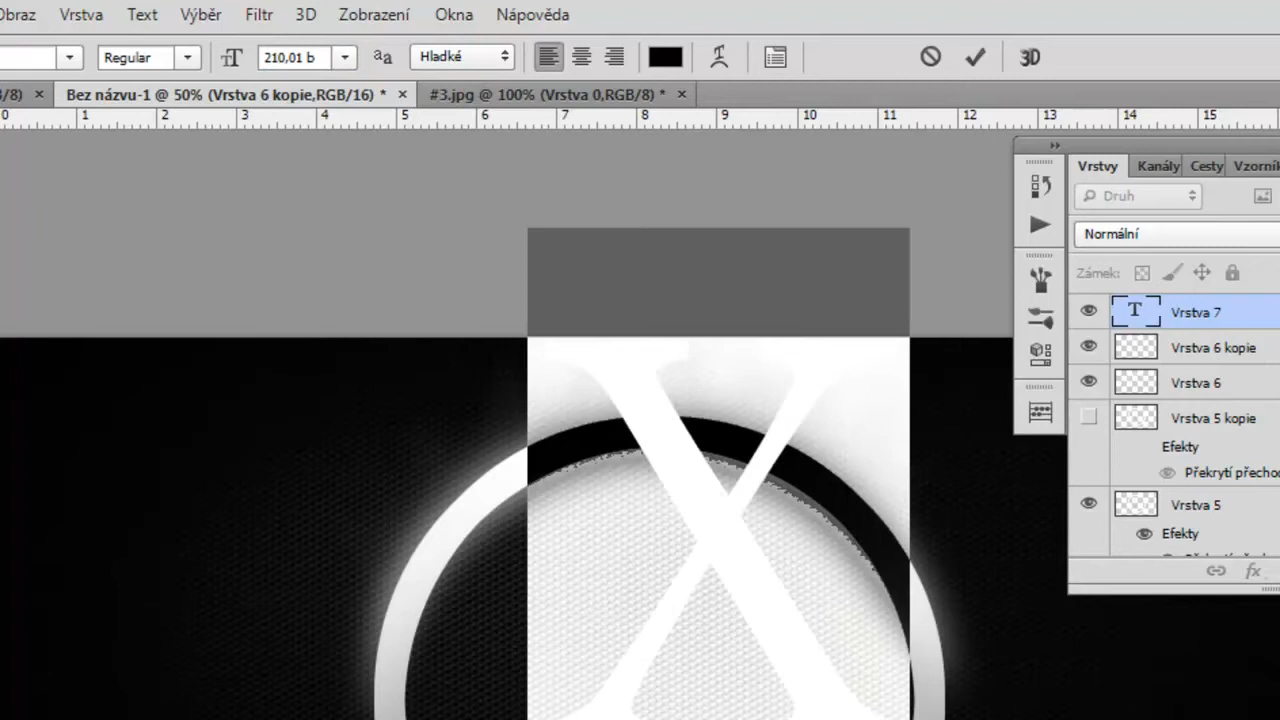 Obraz Vrstva Text Výběr Filtr 3D Zobrazení Okna Nápověda
Regular T 210,01 b aa Hladké 3D
B/8) × Bez názvu-1 @ 50% (Vrstva 6 kopie,RGB/16) * × #3.jpg @ 100% (Vrstva 0,RGB/8) * ×
0 1 2 3 4 5 6 7 8 9 10 11 12 13 14 15
Vrstvy Kanály Cesty Vzorník
Druh
Normální
Zámek:
T Vrstva 7
Vrstva 6 kopie
Vrstva 6
Vrstva 5 kopie
Efekty
Překrytí přecho
Vrstva 5
Efekty
fx
X